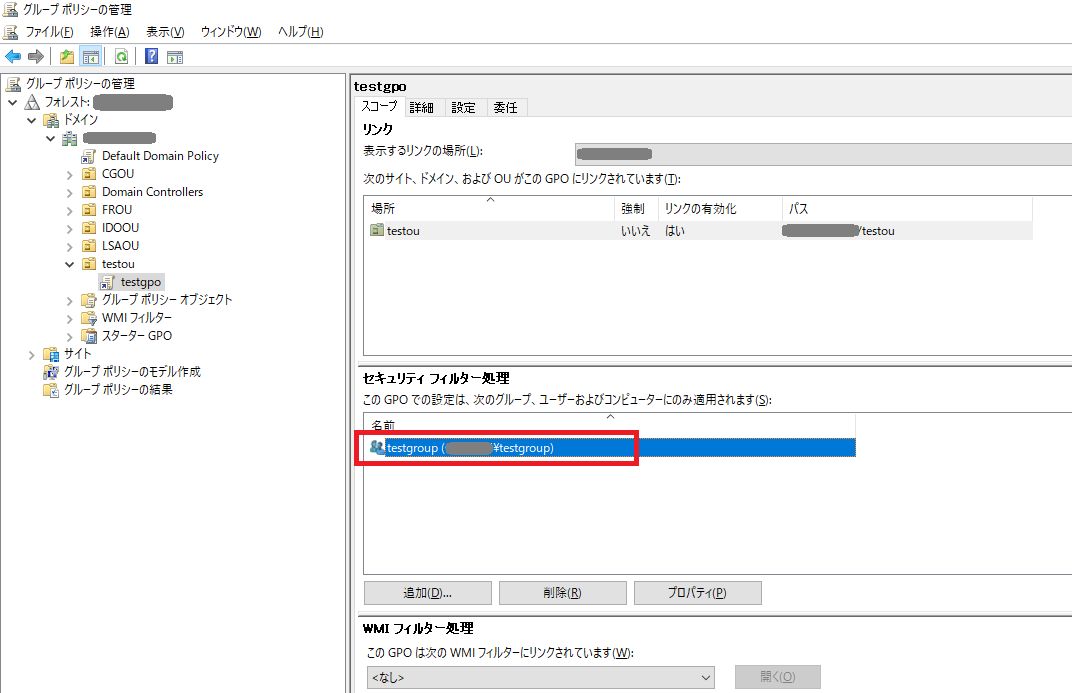 グループ ポリシーの管理
ファイル(F) 操作(A) 表示(V) ウィンドウ(W) ヘルプ(H)
グループ ポリシーの管理
フォレスト:
ドメイン
Default Domain Policy
CGOU
Domain Controllers
FROU
IDOOU
LSAOU
testou
testgpo
グループ ポリシー オブジェクト
WMI フィルター
スターター GPO
サイト
グループ ポリシーのモデル作成
グループ ポリシーの結果
testgpo
スコープ 詳細 設定 委任
リンク
表示するリンクの場所(L):
次のサイト、ドメイン、および OU がこの GPO にリンクされています(T):
場所 強制 リンクの有効化 パス
testou いいえ はい /testou
セキュリティ フィルター処理
この GPO での設定は、次のグループ、ユーザーおよびコンピューターにのみ適用されます(S):
名前
testgroup ( ¥testgroup)
追加(D)... 削除(R) プロパティ(P)
WMI フィルター処理
この GPO は次の WMI フィルターにリンクされています(W):
<なし> 開く(O)